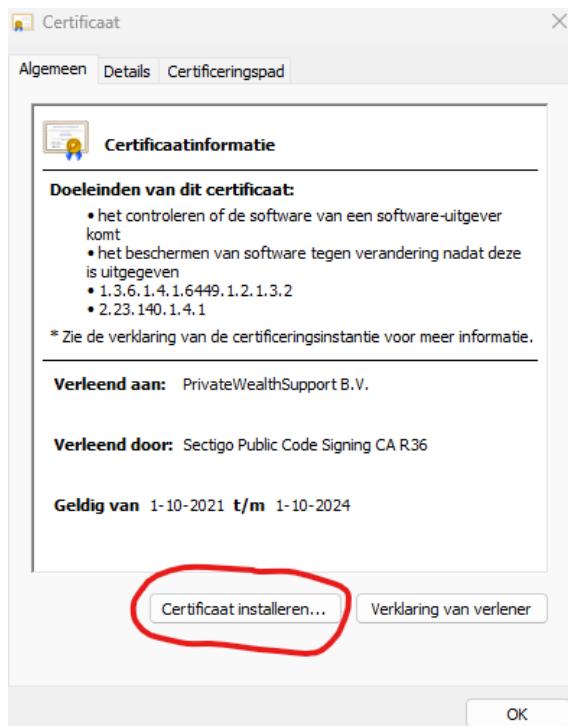 Certificaat
Algemeen Details Certificeringspad
Certificaatinformatie
Doeleinden van dit certificaat:
• het controleren of de software van een software-uitgever
komt
• het beschermen van software tegen verandering nadat deze
is uitgegeven
• 1.3.6.1.4.1.6449.1.2.1.3.2
• 2.23.140.1.4.1
* Zie de verklaring van de certificeringsinstantie voor meer informatie.
Verleend aan: PrivateWealthSupport B.V.
Verleend door: Sectigo Public Code Signing CA R36
Geldig van 1-10-2021 t/m 1-10-2024
Certificaat installeren... Verklaring van verlener
OK